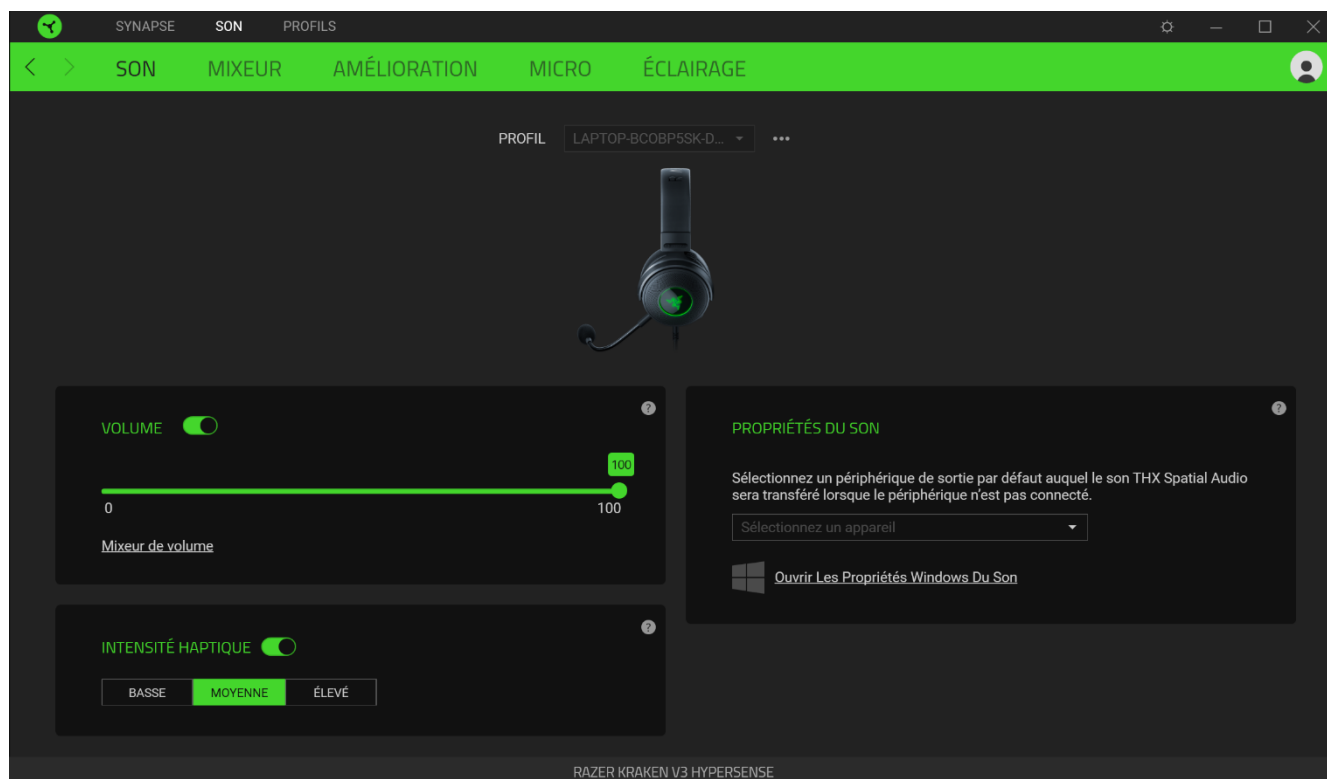 SYNAPSE SON PROFILS
SON MIXEUR AMÉLIORATION MICRO ÉCLAIRAGE
PROFIL LAPTOP-BCOBP5SK-D... •••
VOLUME
?
100
0 100
Mixeur de volume
INTENSITÉ HAPTIQUE
?
BASSE MOYENNE ÉLEVÉ
PROPRIÉTÉS DU SON
?
Sélectionnez un périphérique de sortie par défaut auquel le son THX Spatial Audio
sera transféré lorsque le périphérique n'est pas connecté.
Sélectionnez un appareil
Ouvrir Les Propriétés Windows Du Son
RAZER KRAKEN V3 HYPERSENSE